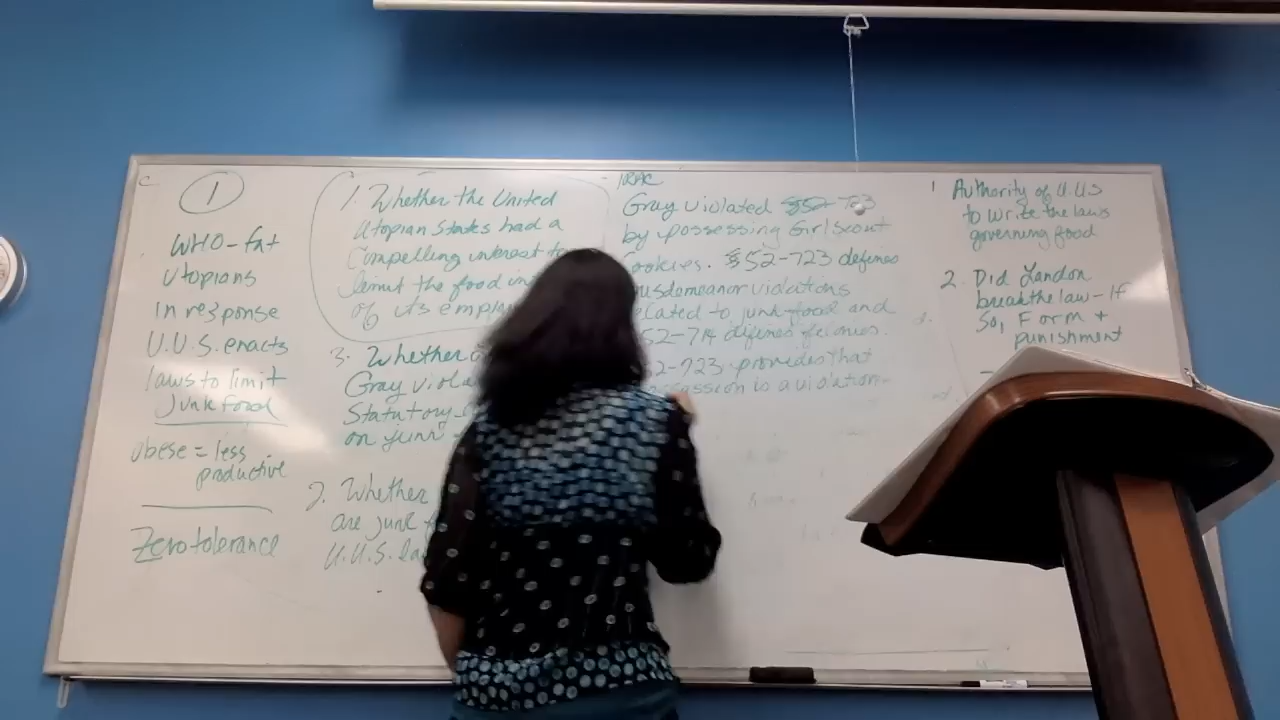 1
WHO-fat
Utopians
in response
U.U.S. enacts
laws to limit
Junk food
obese = less
productive
Zero tolerance
1. Whether the United
Utopian States had a
Compelling interest to
limit the food in
of its emp
3. Whether
Gray viol
Statutory
on junk
2. Whether
are junk
U.U.S. la
IRAC
Gray violated §52-723
by possessing Girl Scout
Cookies. §52-723 defines
misdemeanor violations
related to junk-food and
52-714 defines felonies.
2-723 provides that
possession is a violation-
1 Authority of U.U.S
to write the laws
governing food
2. Did Landon
break the law - If
So, Form +
punishment